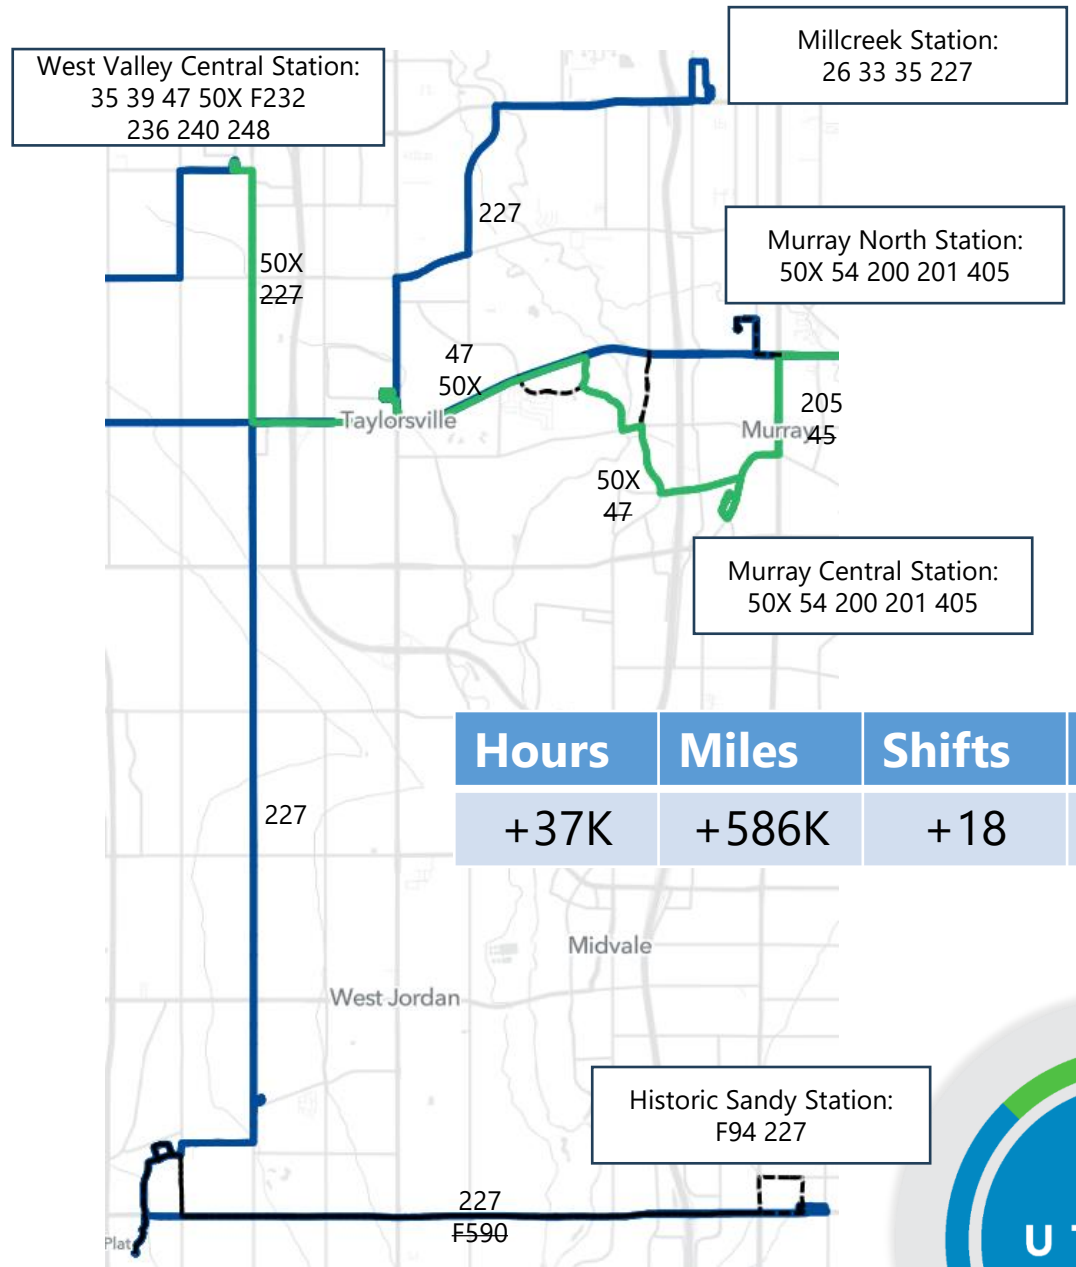 West Valley Central Station:
35 39 47 50X F232
236 240 248
Millcreek Station:
26 33 35 227
227
Murray North Station:
50X 54 200 201 405
50X
227
47
50X
Taylorsville
205
45
Murray
50X
47
Murray Central Station:
50X 54 200 201 405
Hours Miles Shifts
+37K +586K +18
227
Midvale
West Jordan
Historic Sandy Station:
F94 227
227
F590
Plat
U T